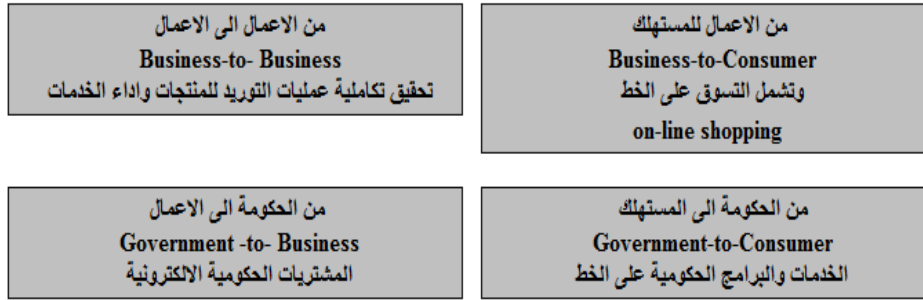 من الاعمال للمستهلك
Business-to-Consumer
وتشمل التسوق على الخط
on-line shopping
من الاعمال الى الاعمال
Business-to- Business
تحقيق تكاملية عمليات التوريد للمنتجات واداء الخدمات
من الحكومة الى المستهلك
Government-to-Consumer
الخدمات والبرامج الحكومية على الخط
من الحكومة الى الاعمال
Government -to- Business
المشتريات الحكومية الالكترونية